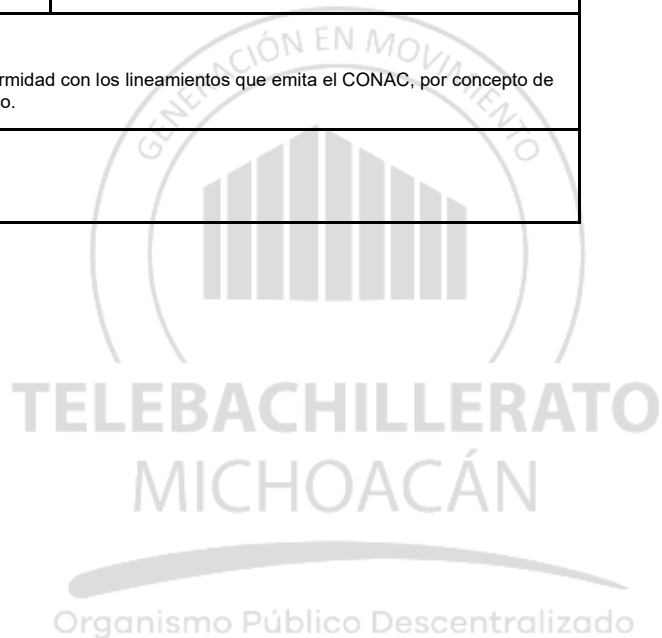 rmidad con los lineamientos que emita el CONAC, por concepto de
o.
GENERACIÓN EN MOVIMIENTO
TELEBACHILLERATO
MICHOACÁN
Organismo Público Descentralizado